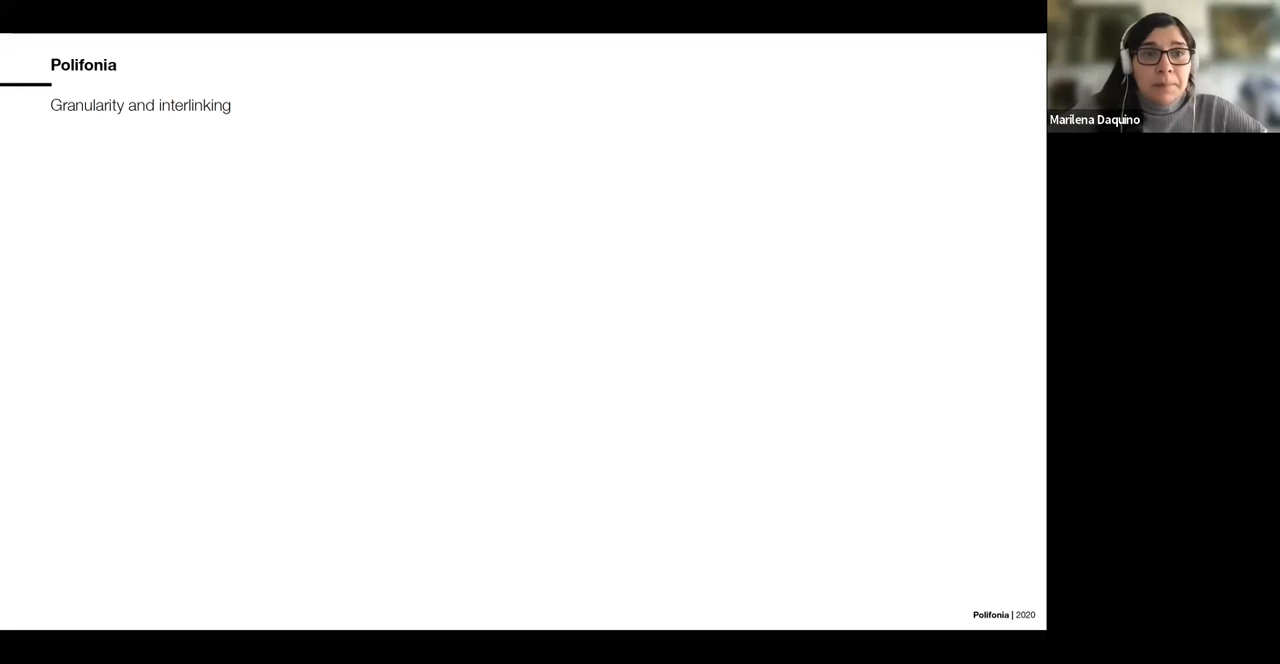 Polifonia
Granularity and interlinking
Marilena Daquino
Polifonia | 2020